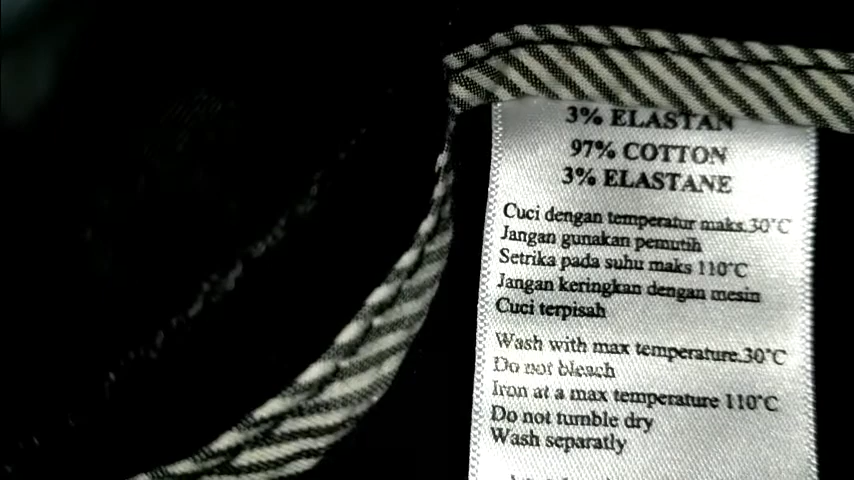 3% ELASTAN
97% COTTON
3% ELASTANE
Cuci dengan temperatur maks.30°C
Jangan gunakan pemutih
Setrika pada suhu maks 110°C
Jangan keringkan dengan mesin
Cuci terpisah
Wash with max temperature.30°C
Do not bleach
Iron at a max temperature 110°C
Do not tumble dry
Wash separatly